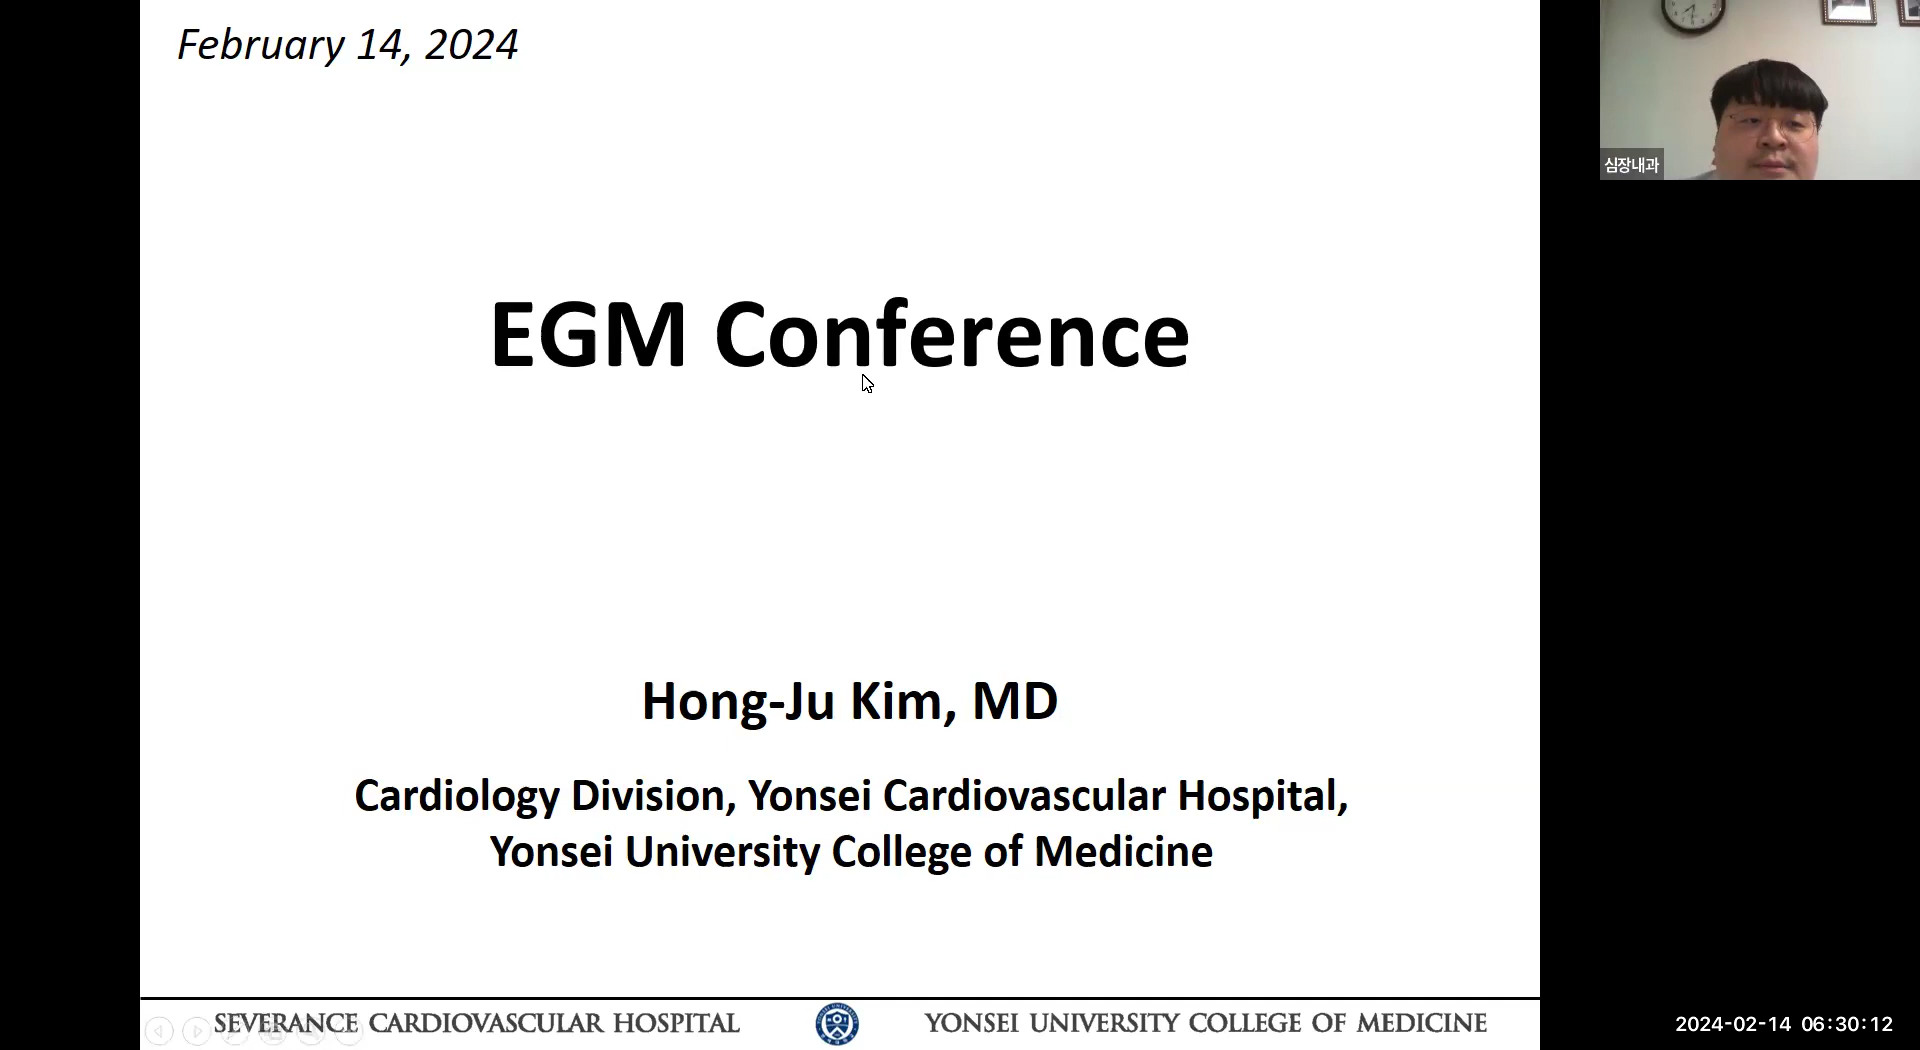 February 14, 2024
심장내과
EGM Conference
Hong-Ju Kim, MD
Cardiology Division, Yonsei Cardiovascular Hospital,
Yonsei University College of Medicine
SEVERANCE CARDIOVASCULAR HOSPITAL
YONSEI UNIVERSITY COLLEGE OF MEDICINE
2024-02-14 06:30:12